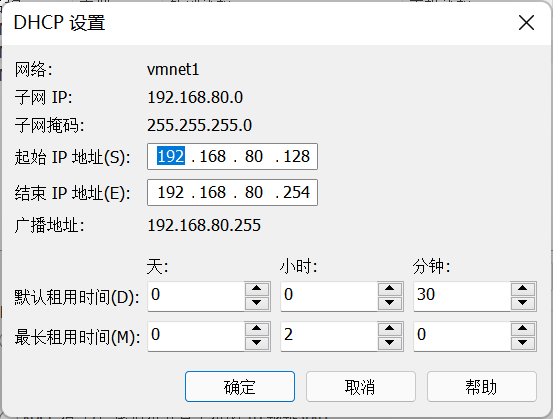 DHCP 设置
网络: vmnet1
子网 IP: 192.168.80.0
子网掩码: 255.255.255.0
起始 IP 地址(S): 192 . 168 . 80 . 128
结束 IP 地址(E): 192 . 168 . 80 . 254
广播地址: 192.168.80.255
天: 小时: 分钟:
默认租用时间(D): 0 0 30
最长租用时间(M): 0 2 0
确定 取消 帮助